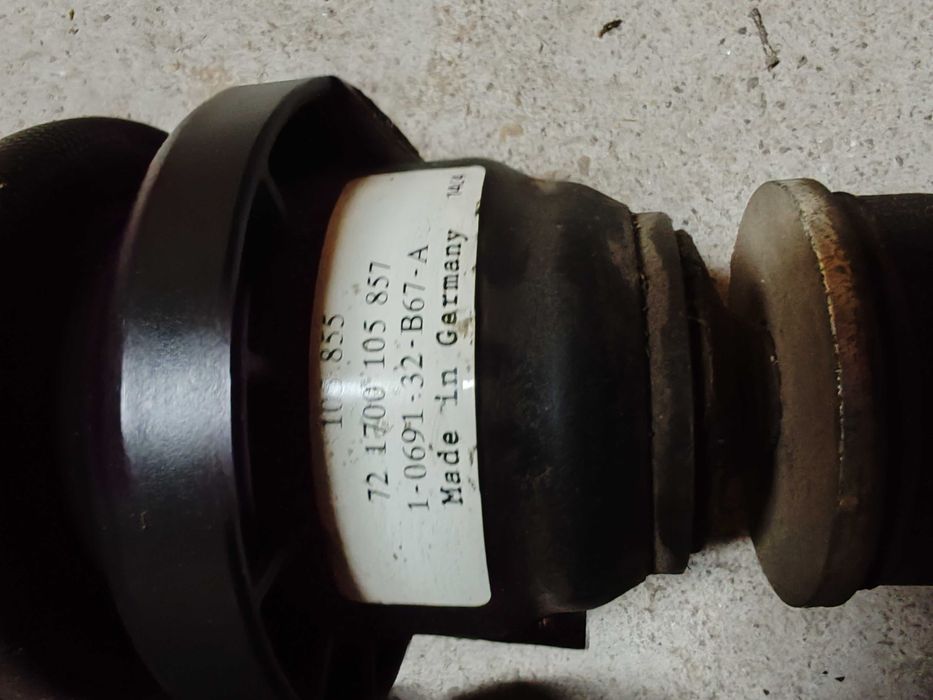 855
72 1700 105 857
1-0691-32-B67-A
Made in Germany